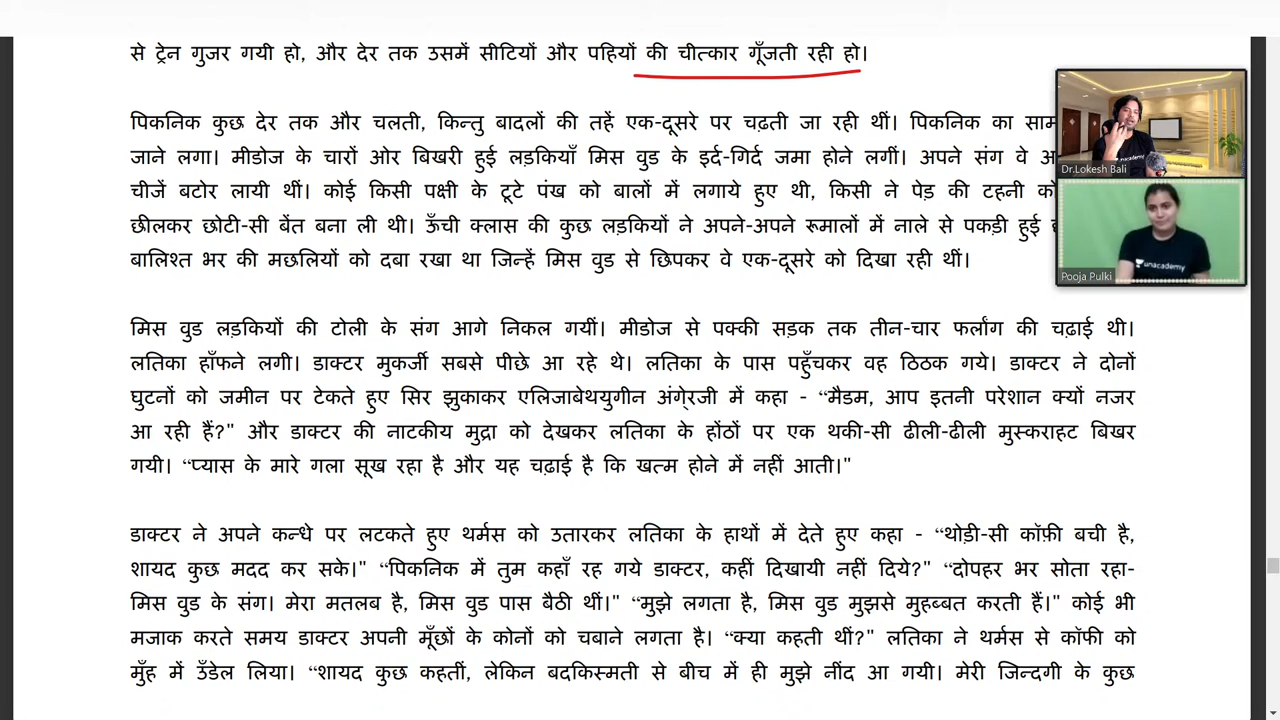 से ट्रेन गुजर गयी हो, और देर तक उसमें सीटियों और पहियों की चीत्कार गूँजती रही हो।
पिकनिक कुछ देर तक और चलती, किन्तु बादलों की तहें एक-दूसरे पर चढ़ती जा रही थीं। पिकनिक का
जाने लगा। मीडोज के चारों ओर बिखरी हुई लड़कियाँ मिस वुड के इर्द-गिर्द जमा होने लगीं। अपने संग वे
चीजें बटोर लायी थीं। कोई किसी पक्षी के टूटे पंख को बालों में लगाये हुए थी, किसी ने पेड़ की टहनी
छीलकर छोटी-सी बेंत बना ली थी। ऊँची क्लास की कुछ लड़कियों ने अपने-अपने रूमालों में नाले से पकड़ी हुई
बालिश्त भर की मछलियों को दबा रखा था जिन्हें मिस वुड से छिपकर वे एक-दूसरे को दिखा रही थीं।
Dr.Lokesh Bali
unacademy
Pooja Pulki
मिस वुड लड़कियों की टोली के संग आगे निकल गयीं। मीडोज से पक्की सड़क तक तीन-चार फर्लांग की चढ़ाई थी।
लतिका हाँफने लगी। डाक्टर मुकर्जी सबसे पीछे आ रहे थे। लतिका के पास पहुँचकर वह ठिठक गये। डाक्टर ने दोनों
घुटनों को जमीन पर टेकते हुए सिर झुकाकर एलिजाबेथयुगीन अंगे्रजी में कहा - “मैडम, आप इतनी परेशान क्यों नजर
आ रही हैं?" और डाक्टर की नाटकीय मुद्रा को देखकर लतिका के होंठों पर एक थकी-सी ढीली-ढीली मुस्कराहट बिखर
गयी। “प्यास के मारे गला सूख रहा है और यह चढ़ाई है कि खत्म होने में नहीं आती।"
डाक्टर ने अपने कन्धे पर लटकते हुए थर्मस को उतारकर लतिका के हाथों में देते हुए कहा - “थोड़ी-सी कॉफ़ी बची है,
शायद कुछ मदद कर सके।" “पिकनिक में तुम कहाँ रह गये डाक्टर, कहीं दिखायी नहीं दिये?" “दोपहर भर सोता रहा-
मिस वुड के संग। मेरा मतलब है, मिस वुड पास बैठी थीं।" “मुझे लगता है, मिस वुड मुझसे मुहब्बत करती हैं।" कोई भी
मजाक करते समय डाक्टर अपनी मूँछों के कोनों को चबाने लगता है। “क्या कहती थीं?" लतिका ने थर्मस से कॉफी को
मुँह में उँडेल लिया। “शायद कुछ कहतीं, लेकिन बदकिस्मती से बीच में ही मुझे नींद आ गयी। मेरी जिन्दगी के कुछ